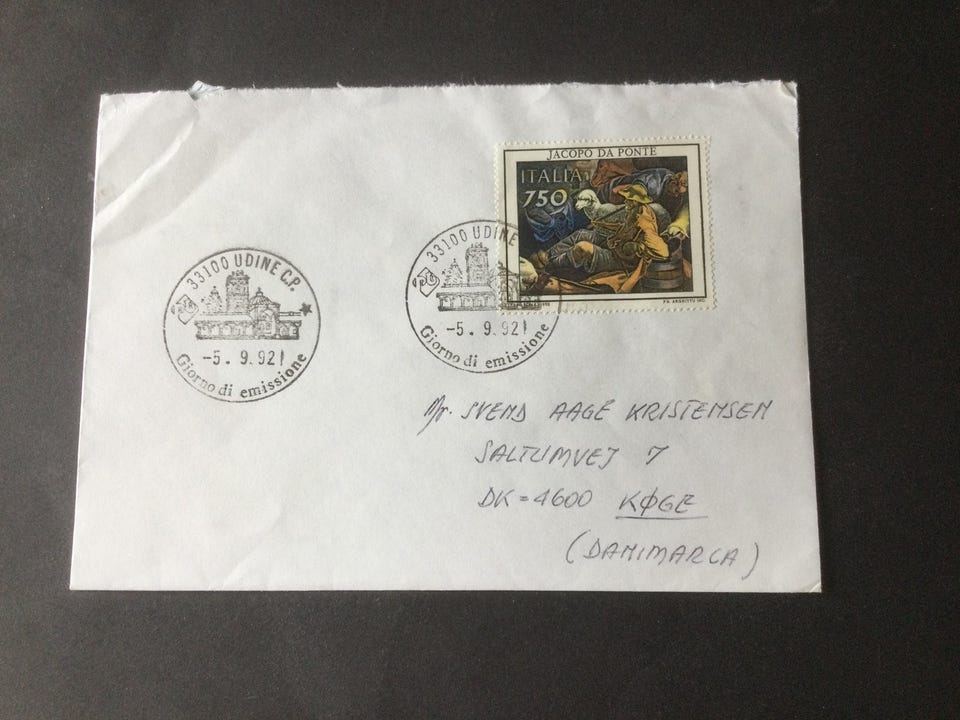 JACOPO DA PONTE
ITALIA
750
33100 UDINE C.P.
-5. 9.92
Giorno di emissione
33100 UDINE
-5. 9.92
Giorno di emissione
Mr. SVEND AAGE KRISTENSEN
SALTUMVEJ 7
DK=4600 KØGE
(DANIMARCA)